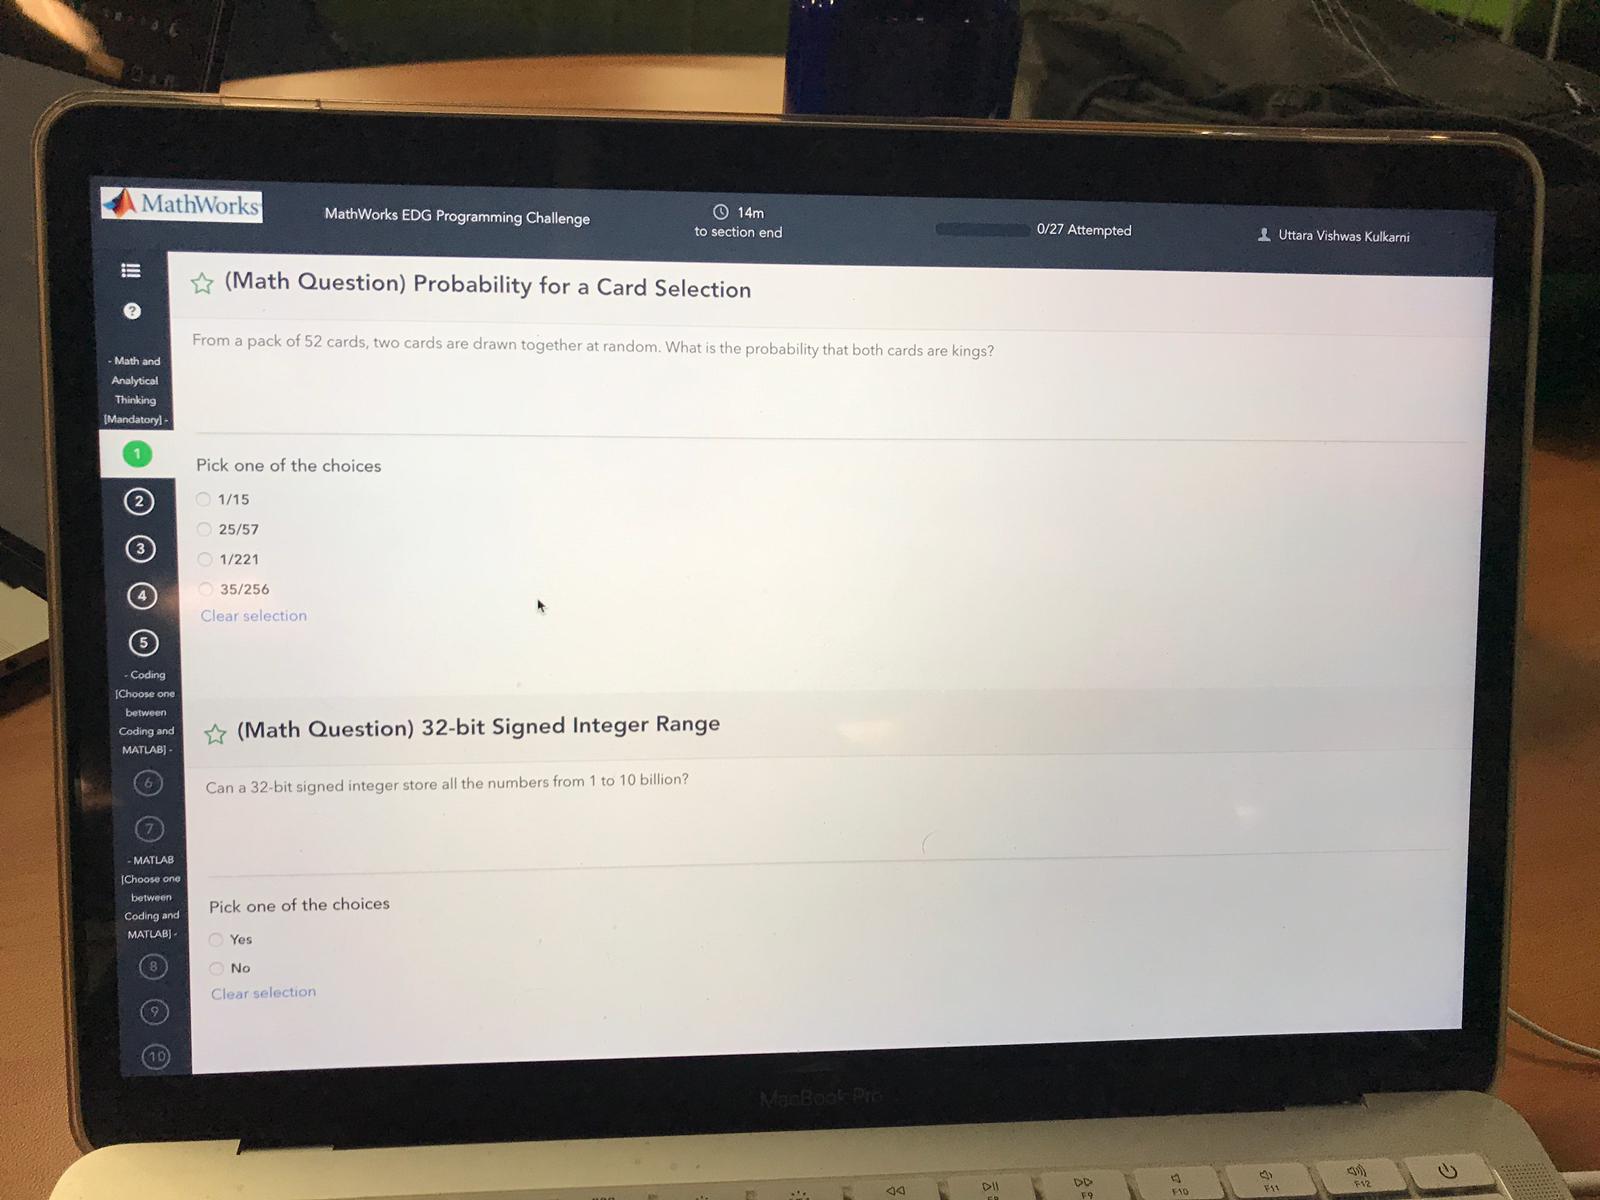 MathWorks
MathWorks EDG Programming Challenge
14m
to section end
0/27 Attempted
Uttara Vishwas Kulkarni
?
- Math and
Analytical
Thinking
[Mandatory] -
1
2
3
4
5
- Coding
[Choose one
between
Coding and
MATLAB] -
6
7
- MATLAB
[Choose one
between
Coding and
MATLAB] -
8
9
10
(Math Question) Probability for a Card Selection
From a pack of 52 cards, two cards are drawn together at random. What is the probability that both cards are kings?
Pick one of the choices
1/15
25/57
1/221
35/256
Clear selection
(Math Question) 32-bit Signed Integer Range
Can a 32-bit signed integer store all the numbers from 1 to 10 billion?
Pick one of the choices
Yes
No
Clear selection
MacBook Pro
F9
F10
F11
F12